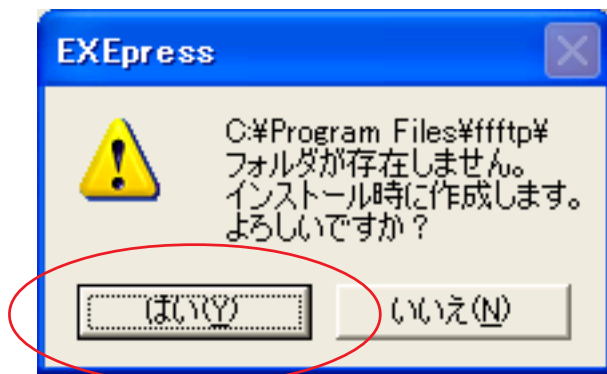 EXEpress
C:¥Program Files¥ffftp¥
フォルダが存在しません。
インストール時に作成します。
よろしいですか？
はい(Y)
いいえ(N)